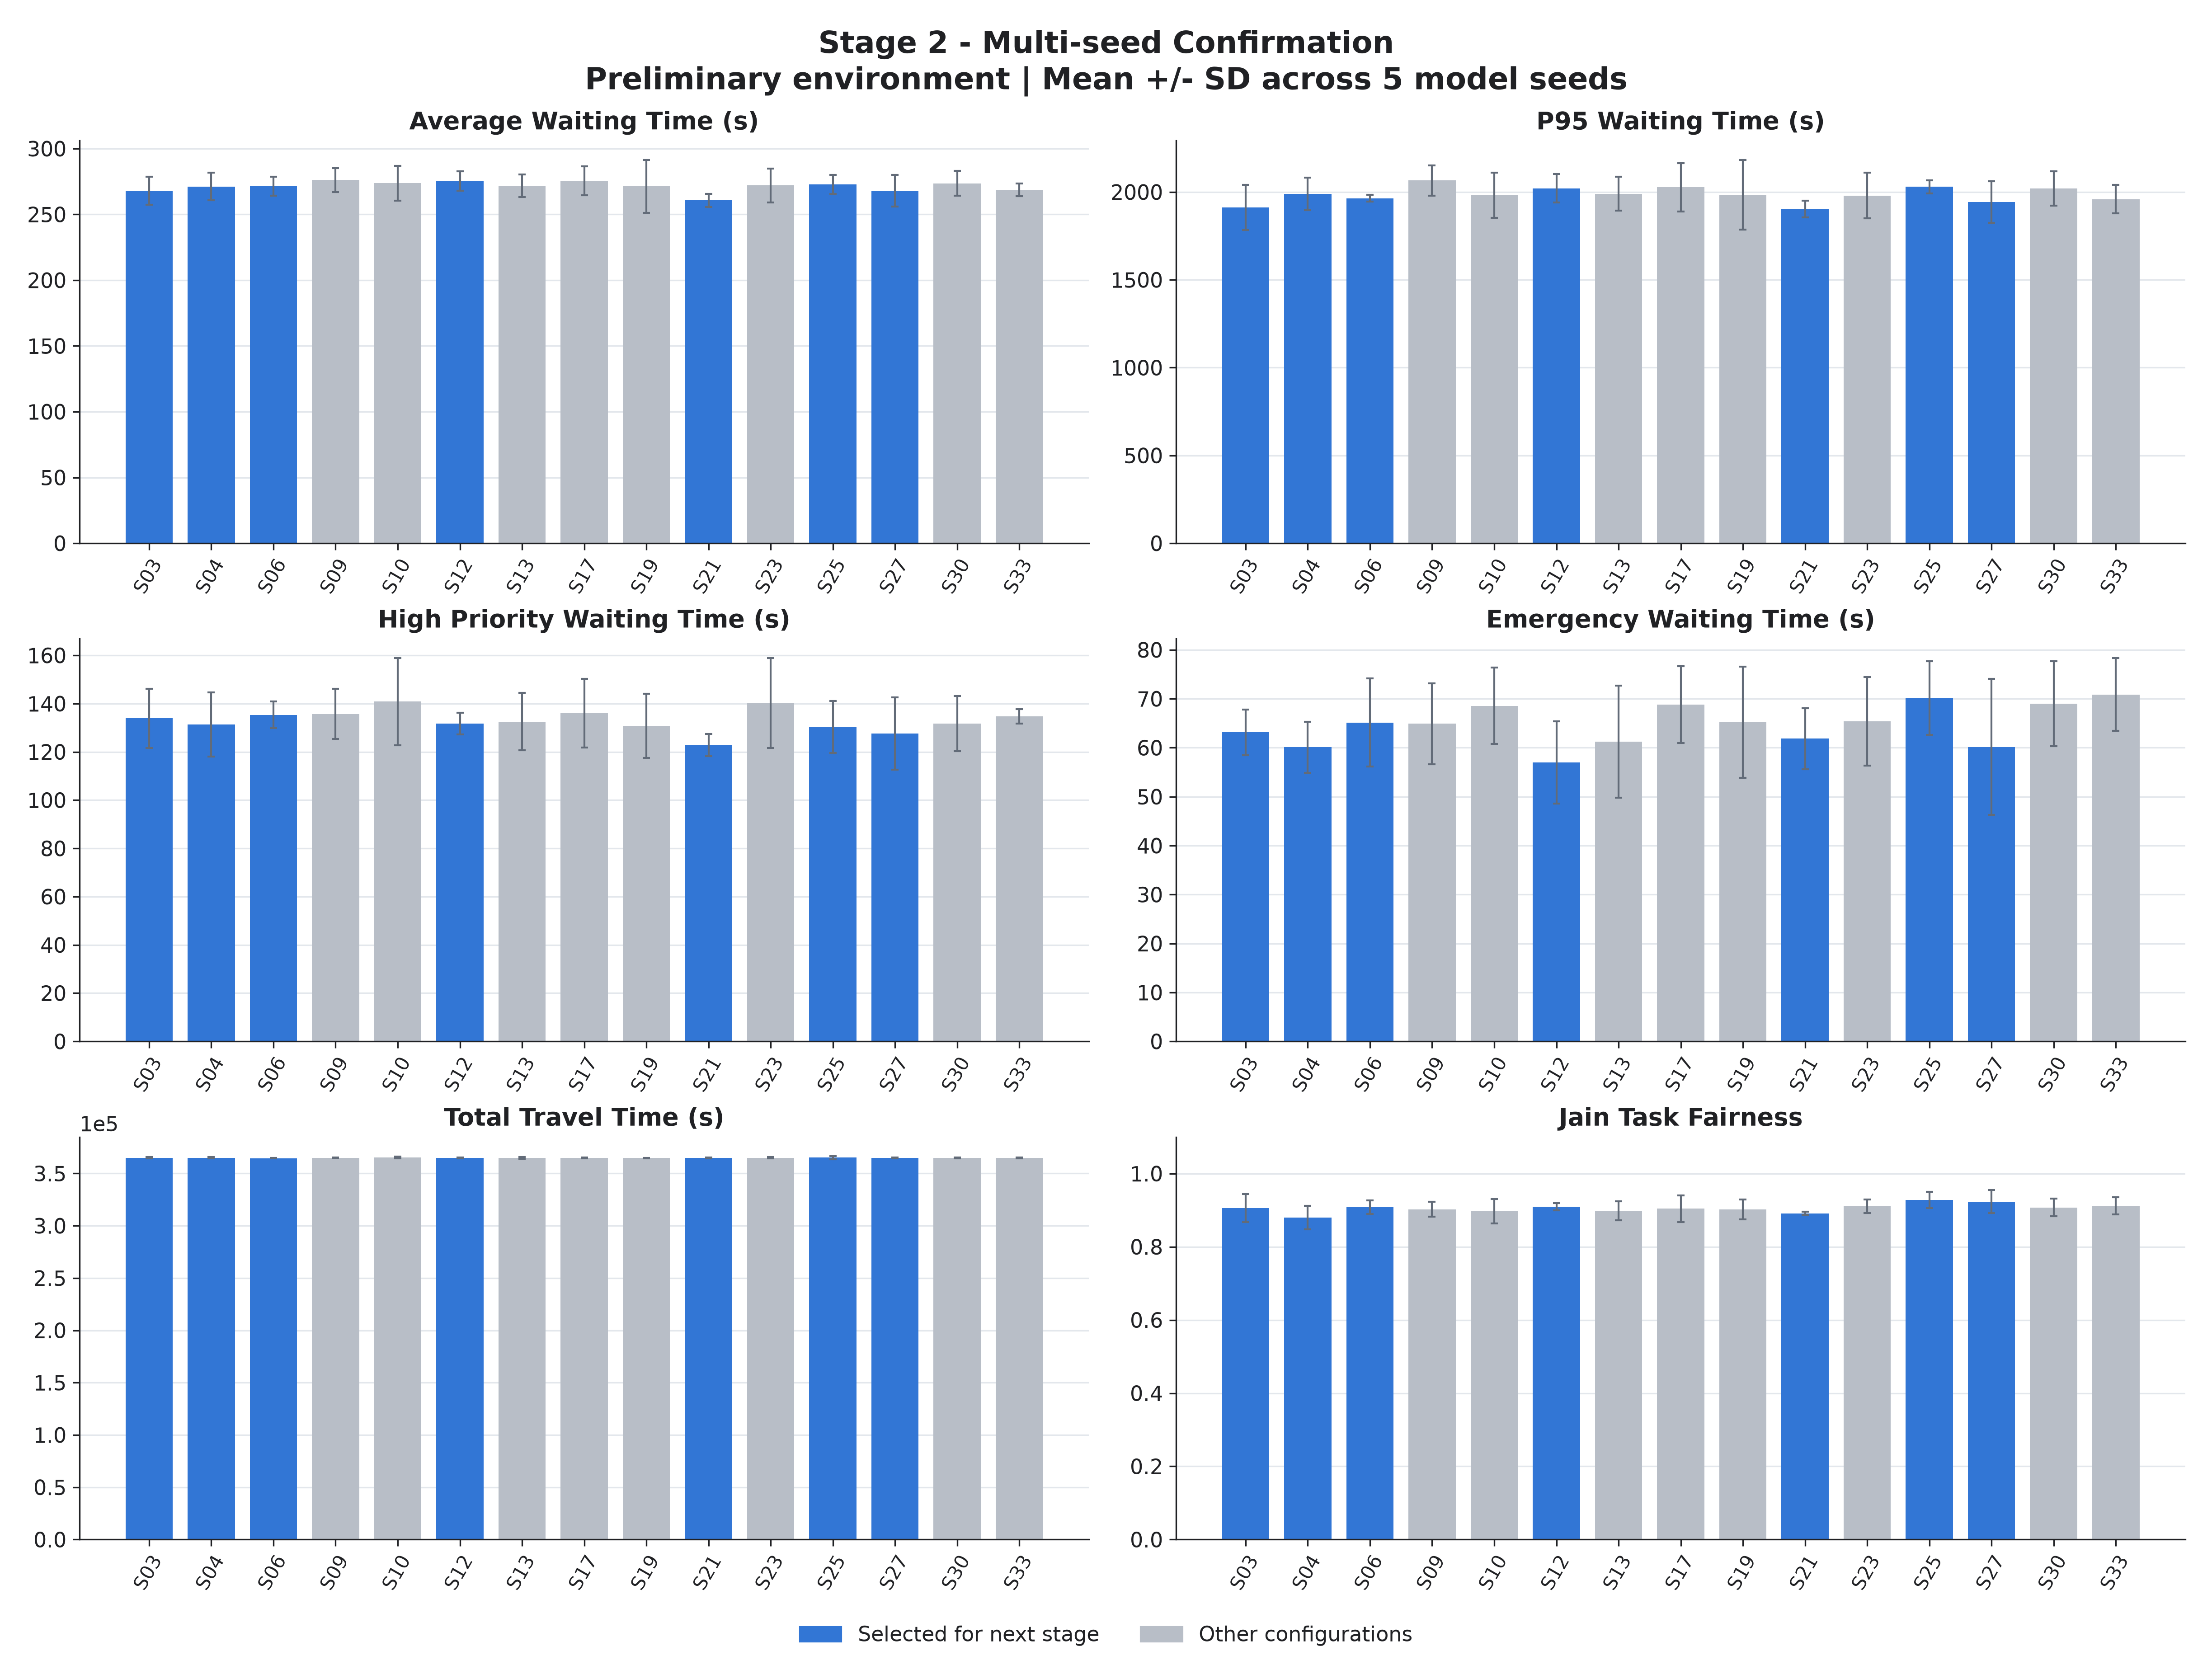 Stage 2 - Multi-seed Confirmation
Preliminary environment | Mean +/- SD across 5 model seeds
Average Waiting Time (s)
300
250
200
150
100
50
0
S03 S04 S06 S09 S10 S12 S13 S17 S19 S21 S23 S25 S27 S30 S33
P95 Waiting Time (s)
2000
1500
1000
500
0
S03 S04 S06 S09 S10 S12 S13 S17 S19 S21 S23 S25 S27 S30 S33
High Priority Waiting Time (s)
160
140
120
100
80
60
40
20
0
S03 S04 S06 S09 S10 S12 S13 S17 S19 S21 S23 S25 S27 S30 S33
Emergency Waiting Time (s)
80
70
60
50
40
30
20
10
0
S03 S04 S06 S09 S10 S12 S13 S17 S19 S21 S23 S25 S27 S30 S33
Total Travel Time (s)
1e5
3.5
3.0
2.5
2.0
1.5
1.0
0.5
0.0
S03 S04 S06 S09 S10 S12 S13 S17 S19 S21 S23 S25 S27 S30 S33
Jain Task Fairness
1.0
0.8
0.6
0.4
0.2
0.0
S03 S04 S06 S09 S10 S12 S13 S17 S19 S21 S23 S25 S27 S30 S33
Selected for next stage
Other configurations